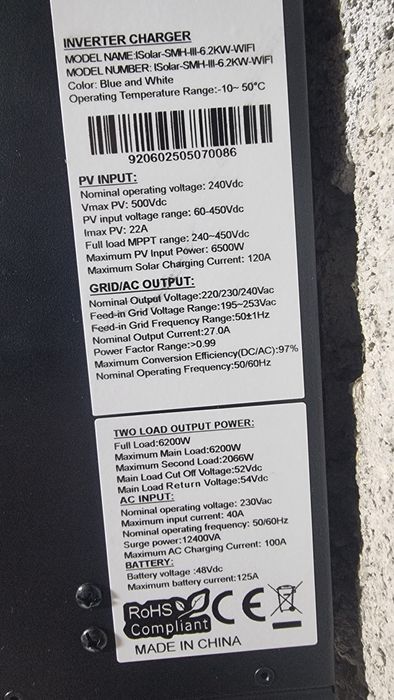 INVERTER CHARGER
MODEL NAME:ISolar-SMH-III-6.2KW-WIFI
MODEL NUMBER: ISolar-SMH-III-6.2KW-WIFI
Color: Blue and White
Operating Temperature Range:-10~ 50°C
920602505070086
PV INPUT:
Nominal operating voltage: 240Vdc
Vmax PV: 500Vdc
PV input voltage range: 60-450Vdc
Imax PV: 22A
Full load MPPT range: 240~450Vdc
Maximum PV Input Power: 6500W
Maximum Solar Charging Current: 120A
GRID/AC OUTPUT:
Nominal Output Voltage:220/230/240Vac
Feed-in Grid Voltage Range:195~253Vac
Feed-in Grid Frequency Range:50±1Hz
Nominal Output Current:27.0A
Power Factor Range:>0.99
Maximum Conversion Efficiency(DC/AC):97%
Nominal Operating Frequency:50/60Hz
TWO LOAD OUTPUT POWER:
Full Load:6200W
Maximum Main Load:6200W
Maximum Second Load:2066W
Main Load Cut Off Voltage:52Vdc
Main Load Return Voltage:54Vdc
AC INPUT:
Nominal operating voltage: 230Vac
Maximum input current: 40A
Nominal operating frequency: 50/60Hz
Surge power:12400VA
Maximum AC Charging Current: 100A
BATTERY:
Battery voltage :48Vdc
Maximum battery current:125A
RoHS
Compliant
CE
MADE IN CHINA